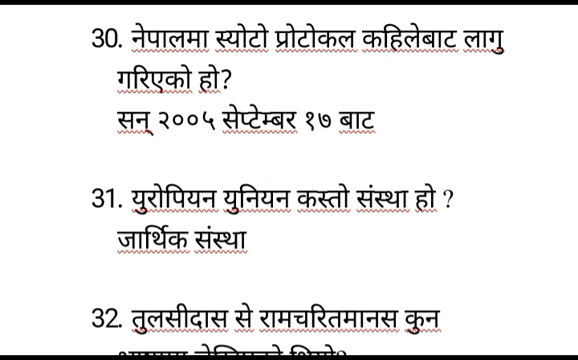 30. नेपालमा स्योटो प्रोटोकल कहिलेबाट लागु
गरिएको हो?
सन् २००५ सेप्टेम्बर १७ बाट
31. युरोपियन युनियन कस्तो संस्था हो ?
जार्थिक संस्था
32. तुलसीदास से रामचरितमानस कुन